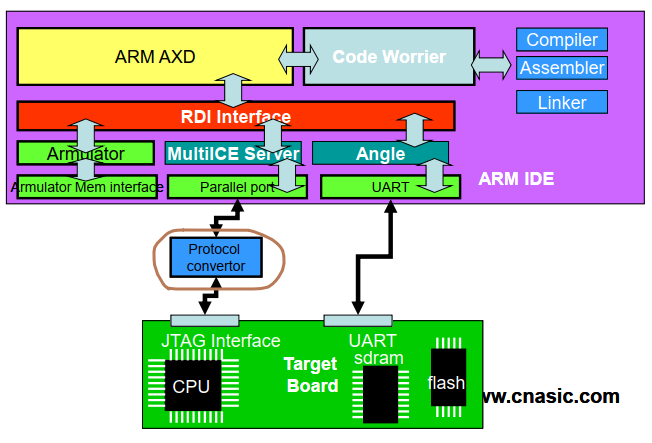 ARM AXD
Code Worrier
Compiler
Assembler
Linker
RDI Interface
Armulator
MultiICE Server
Angle
ARM IDE
Armulator Mem interface
Parallel port
UART
Protocol
convertor
JTAG Interface
UART
sdram
Target
Board
CPU
flash
ww.cnasic.com